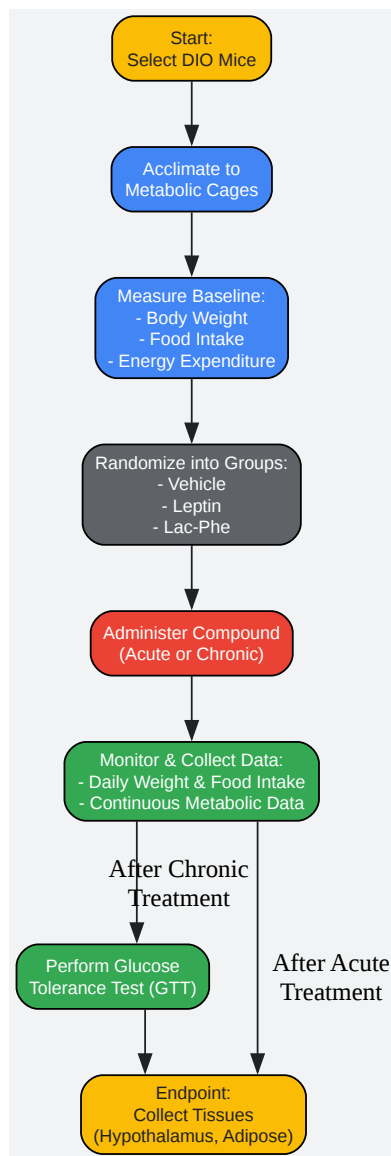 Start:
Select DIO Mice
Acclimate to
Metabolic Cages
Measure Baseline:
- Body Weight
- Food Intake
- Energy Expenditure
Randomize into Groups:
- Vehicle
- Leptin
- Lac-Phe
Administer Compound
(Acute or Chronic)
Monitor & Collect Data:
- Daily Weight & Food Intake
- Continuous Metabolic Data
After Chronic
Treatment
Perform Glucose
Tolerance Test (GTT)
After Acute
Treatment
Endpoint:
Collect Tissues
(Hypothalamus, Adipose)